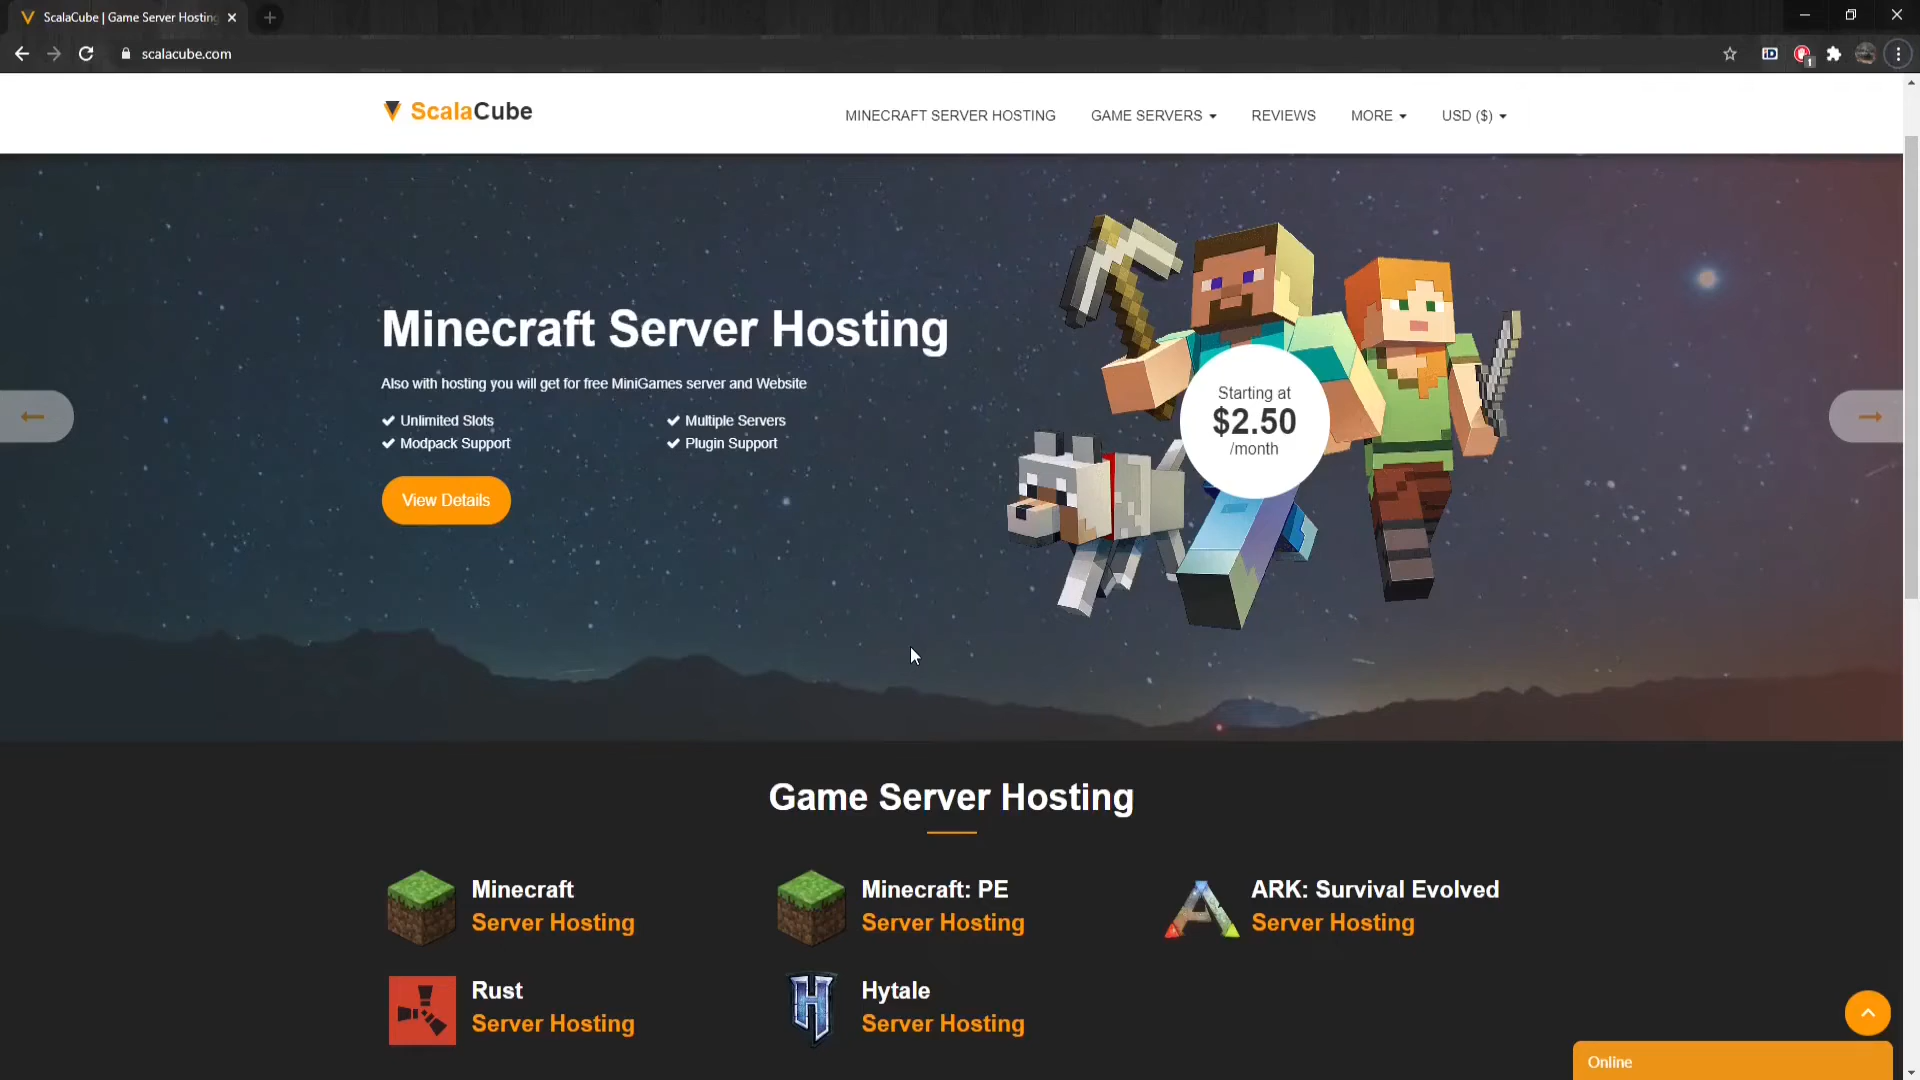 ScalaCube | Game Server Hosting
scalacube.com
1
ScalaCube
MINECRAFT SERVER HOSTING
GAME SERVERS
REVIEWS
MORE
USD ($)
Minecraft Server Hosting
Also with hosting you will get for free MiniGames server and Website
Unlimited Slots
Multiple Servers
Modpack Support
Plugin Support
View Details
Starting at
$2.50
/month
Game Server Hosting
Minecraft
Server Hosting
Minecraft: PE
Server Hosting
ARK: Survival Evolved
Server Hosting
Rust
Server Hosting
Hytale
Server Hosting
Online